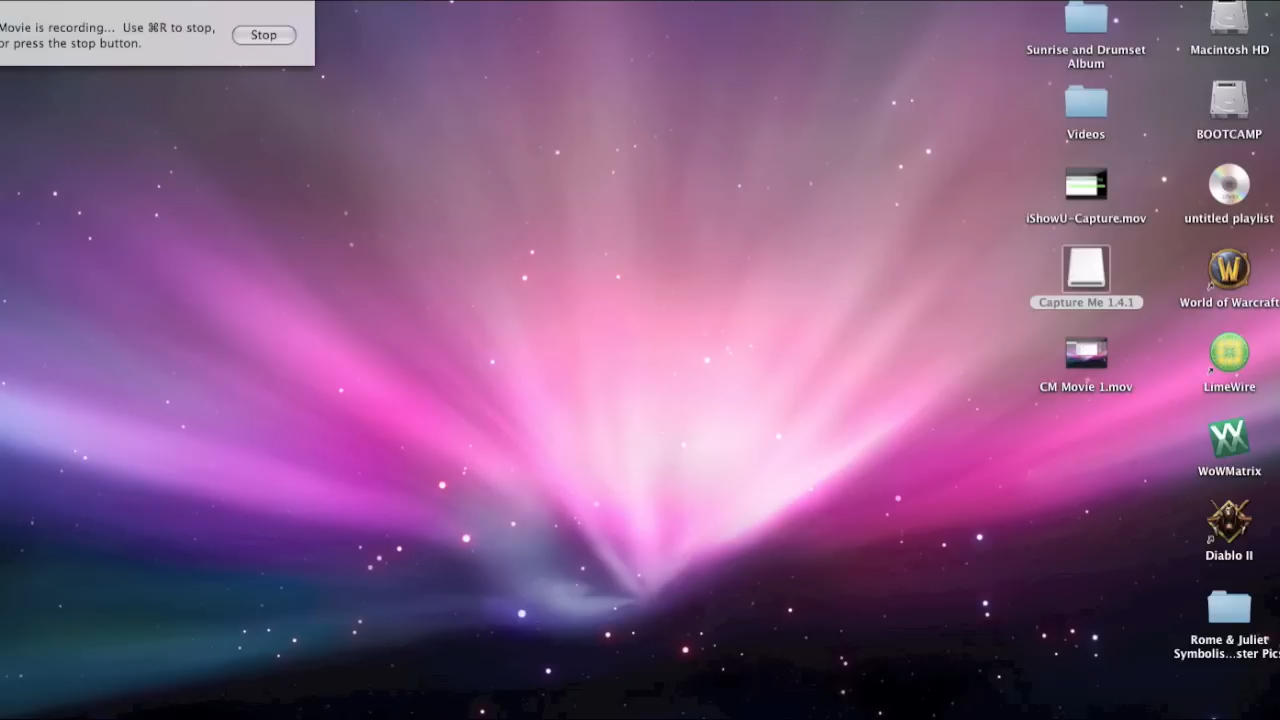 Movie is recording... Use ⌘R to stop,
or press the stop button.
Stop
Sunrise and Drumset
Album
Macintosh HD
Videos
BOOTCAMP
iShowU-Capture.mov
untitled playlist
Capture Me 1.4.1
World of Warcraft
CM Movie 1.mov
LimeWire
WoWMatrix
Diablo II
Rome & Juliet
Symbolis...ster Pics